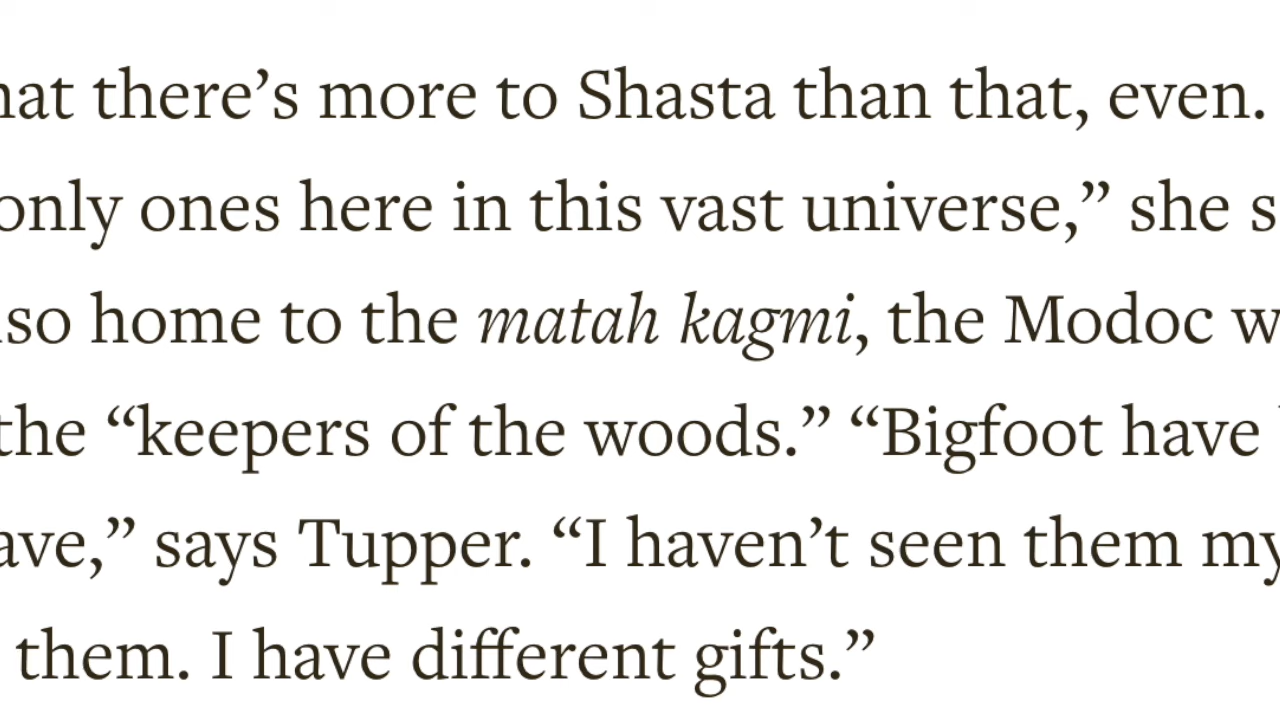 hat there’s more to Shasta than that, even.
only ones here in this vast universe,” she s
lso home to the matah kagmi, the Modoc w
the “keepers of the woods.” “Bigfoot have
ave,” says Tupper. “I haven’t seen them my
them. I have different gifts.”